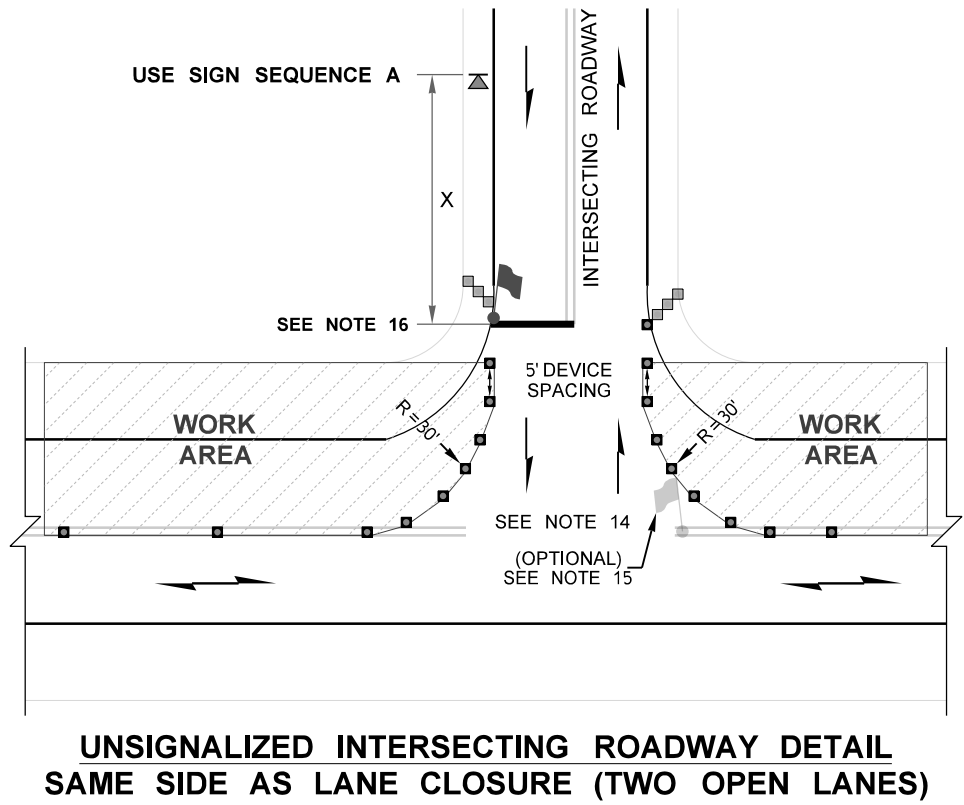 USE SIGN SEQUENCE A
INTERSECTING ROADWAY
X
SEE NOTE 16
5' DEVICE
SPACING
R = 30'
R = 30'
WORK
AREA
WORK
AREA
SEE NOTE 14
(OPTIONAL)
SEE NOTE 15
UNSIGNALIZED INTERSECTING ROADWAY DETAIL
SAME SIDE AS LANE CLOSURE (TWO OPEN LANES)